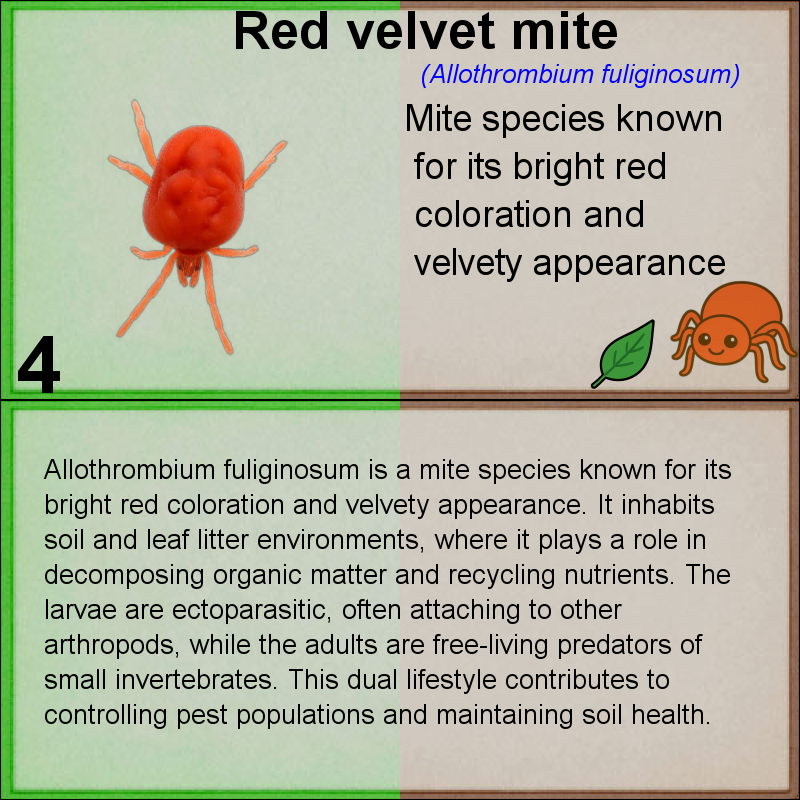 Red velvet mite
(Allothrombium fuliginosum)
Mite species known
for its bright red
coloration and
velvety appearance
4
Allothrombium fuliginosum is a mite species known for its
bright red coloration and velvety appearance. It inhabits
soil and leaf litter environments, where it plays a role in
decomposing organic matter and recycling nutrients. The
larvae are ectoparasitic, often attaching to other
arthropods, while the adults are free-living predators of
small invertebrates. This dual lifestyle contributes to
controlling pest populations and maintaining soil health.